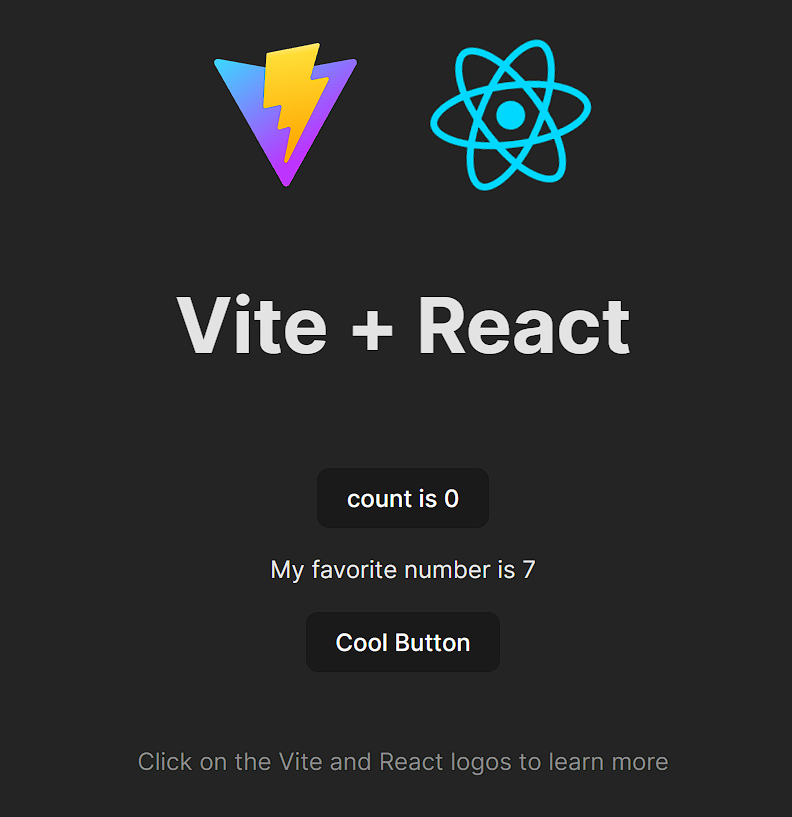 Vite + React
count is 0
My favorite number is 7
Cool Button
Click on the Vite and React logos to learn more